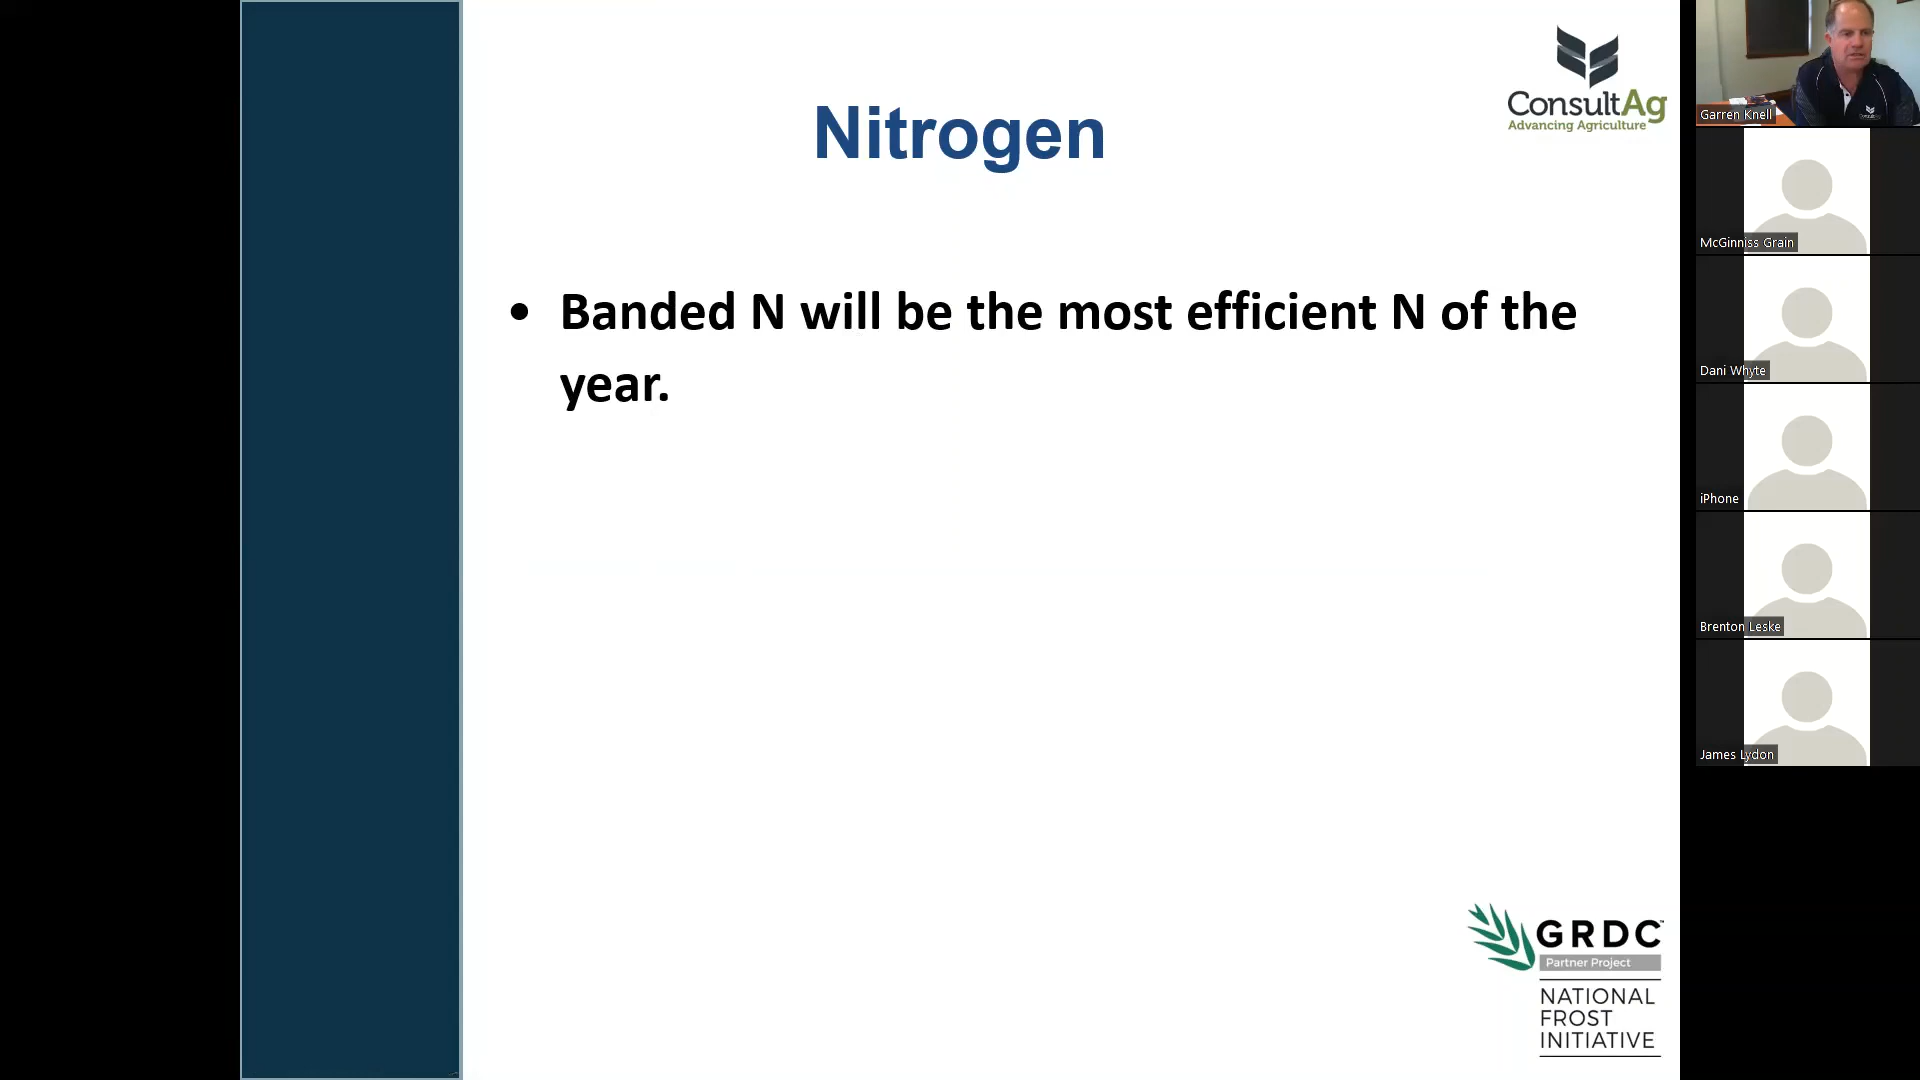 Nitrogen
ConsultAg
Advancing Agriculture
• Banded N will be the most efficient N of the
year.
GRDC™
Partner Project
NATIONAL
FROST
INITIATIVE
Garren Knell
McGinniss Grain
Dani Whyte
iPhone
Brenton Leske
James Lydon